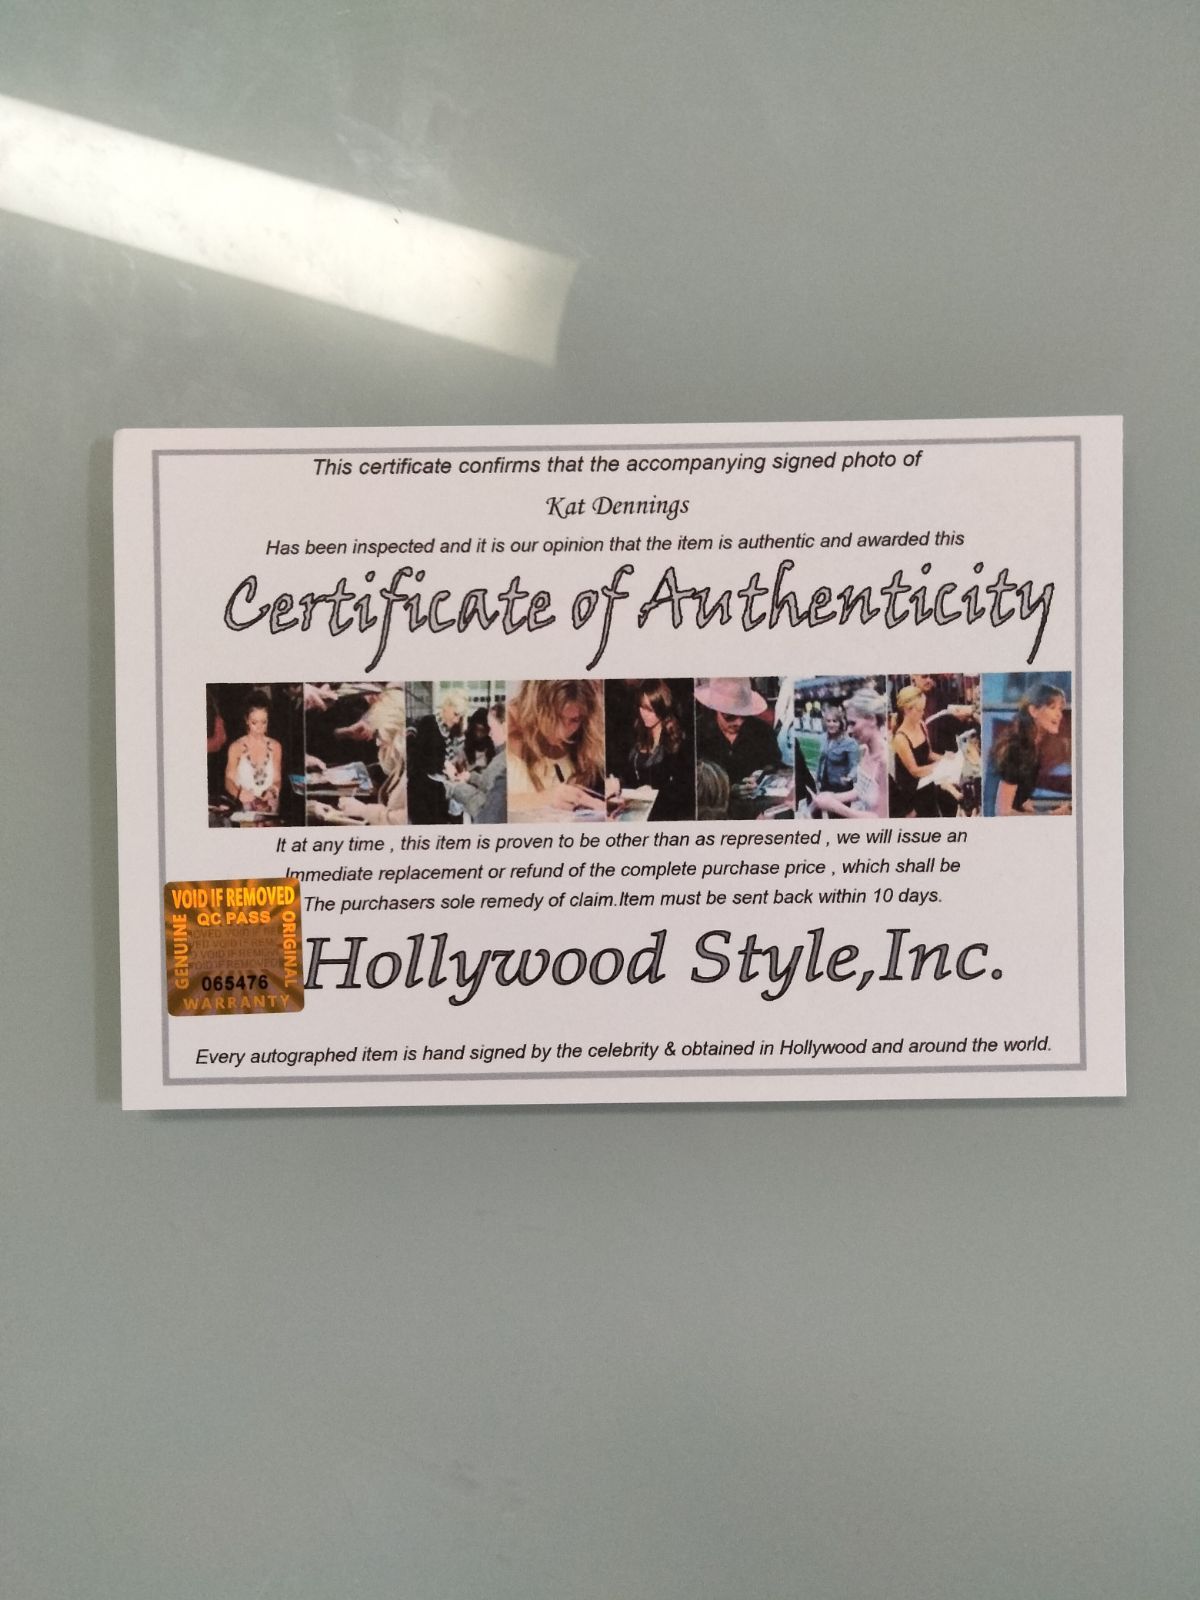 This certificate confirms that the accompanying signed photo of
Kat Dennings
Has been inspected and it is our opinion that the item is authentic and awarded this
Certificate of Authenticity
It at any time , this item is proven to be other than as represented , we will issue an
Immediate replacement or refund of the complete purchase price , which shall be
The purchasers sole remedy of claim.Item must be sent back within 10 days.
VOID IF REMOVED
QC PASS
GENUINE
ORIGINAL
VOID IF REMOVED
065476
WARRANTY
Hollywood Style,Inc.
Every autographed item is hand signed by the celebrity & obtained in Hollywood and around the world.